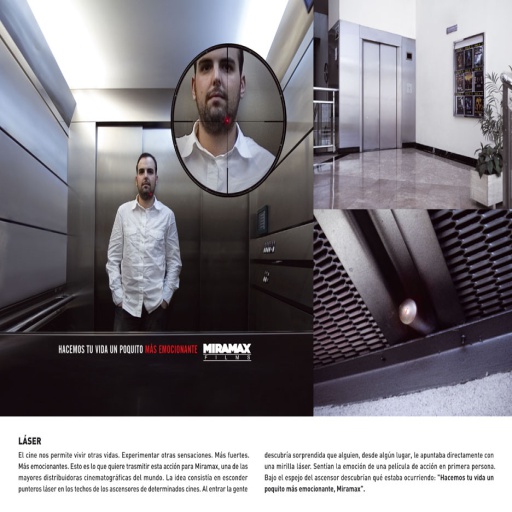 HACEMOS TU VIDA UN POQUITO MÁS EMOCIONANTE MIRAMAX
FILMS
LÁSER
El cine nos permite vivir otras vidas. Experimentar otras sensaciones. Más fuertes.
Más emocionantes. Esto es lo que quiere trasmitir esta acción para Miramax, una de las
mayores distribuidoras cinematográficas del mundo. La idea consistía en esconder
punteros láser en los techos de los ascensores de determinados cines. Al entrar la gente
descubría sorprendida que alguien, desde algún lugar, le apuntaba directamente con
una mirilla láser. Sentían la emoción de una película de acción en primera persona.
Bajo el espejo del ascensor descubrian qué estaba ocurriendo: "Hacemos tu vida un
poquito más emocionante, Miramax".